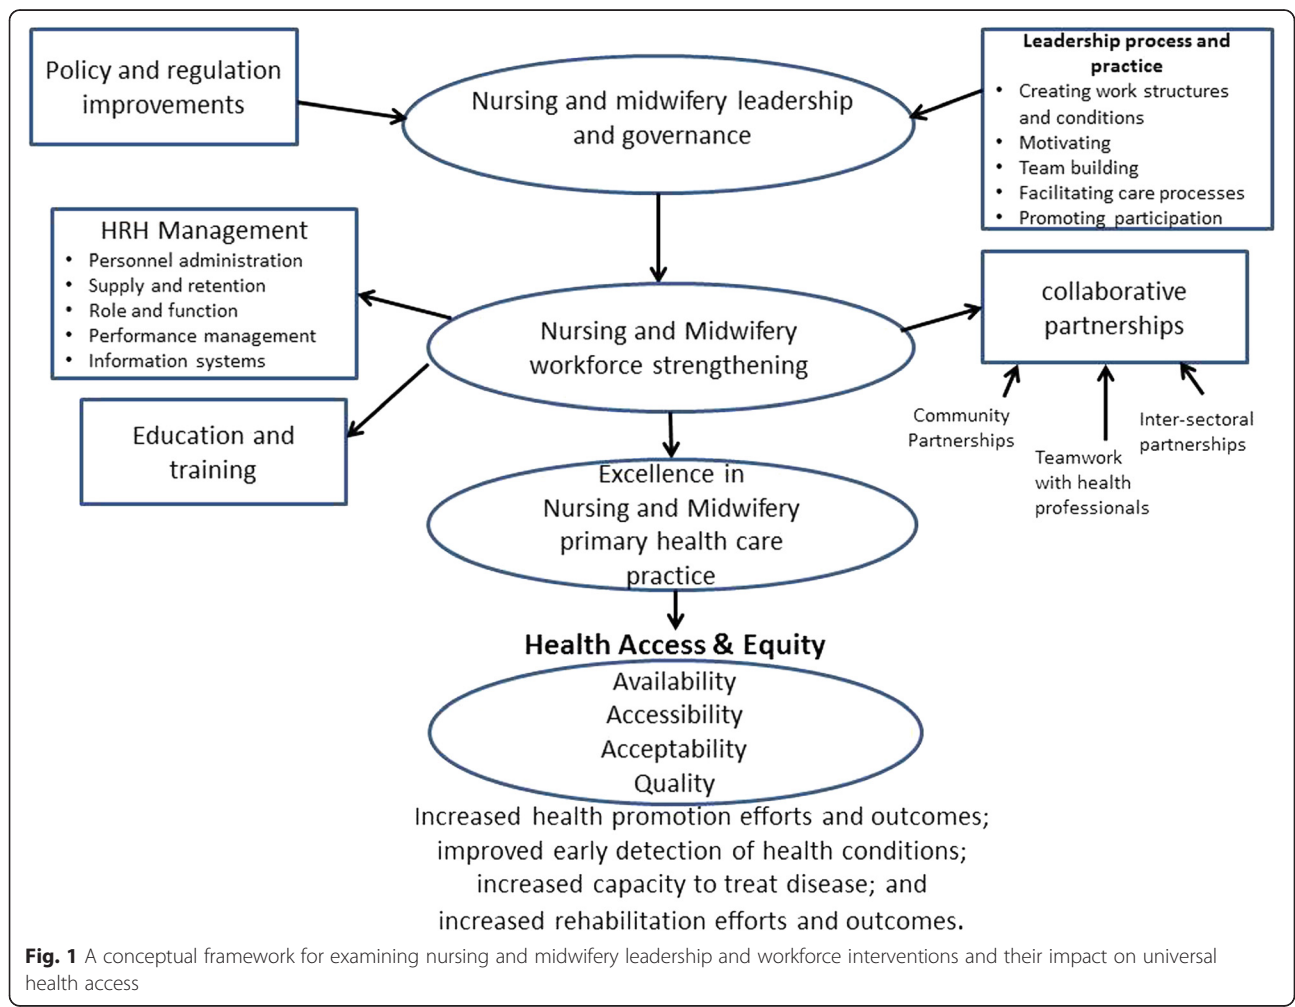 Policy and regulation
improvements
Nursing and midwifery leadership
and governance
Leadership process and
practice
• Creating work structures
and conditions
• Motivating
• Team building
• Facilitating care processes
• Promoting participation
HRH Management
• Personnel administration
• Supply and retention
• Role and function
• Performance management
• Information systems
Nursing and Midwifery
workforce strengthening
collaborative
partnerships
Community
Partnerships
Teamwork
with health
professionals
Inter-sectoral
partnerships
Education and
training
Excellence in
Nursing and Midwifery
primary health care
practice
Health Access & Equity
Availability
Accessibility
Acceptability
Quality
Increased health promotion efforts and outcomes;
improved early detection of health conditions;
increased capacity to treat disease; and
increased rehabilitation efforts and outcomes.
Fig. 1 A conceptual framework for examining nursing and midwifery leadership and workforce interventions and their impact on universal
health access